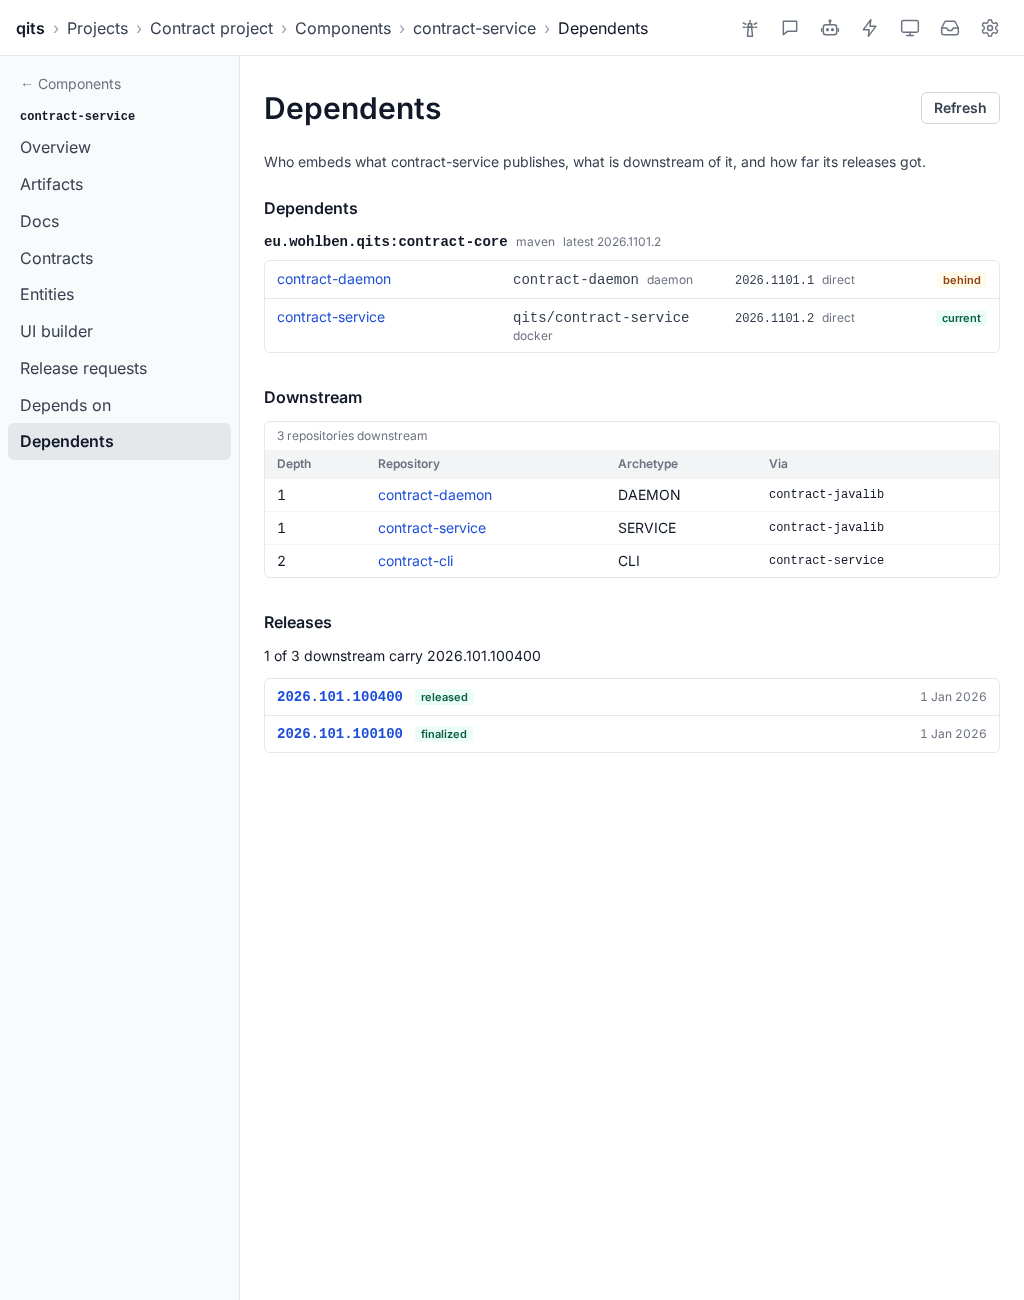 qits › Projects › Contract project › Components › contract-service › Dependents
← Components
contract-service
Overview
Artifacts
Docs
Contracts
Entities
UI builder
Release requests
Depends on
Dependents
Dependents
Refresh
Who embeds what contract-service publishes, what is downstream of it, and how far its releases got.
Dependents
eu.wohlben.qits:contract-core maven latest 2026.1101.2
contract-daemon contract-daemon daemon 2026.1101.1 direct behind
contract-service qits/contract-service 2026.1101.2 direct current
docker
Downstream
3 repositories downstream
Depth Repository Archetype Via
1 contract-daemon DAEMON contract-javalib
1 contract-service SERVICE contract-javalib
2 contract-cli CLI contract-service
Releases
1 of 3 downstream carry 2026.101.100400
2026.101.100400 released 1 Jan 2026
2026.101.100100 finalized 1 Jan 2026